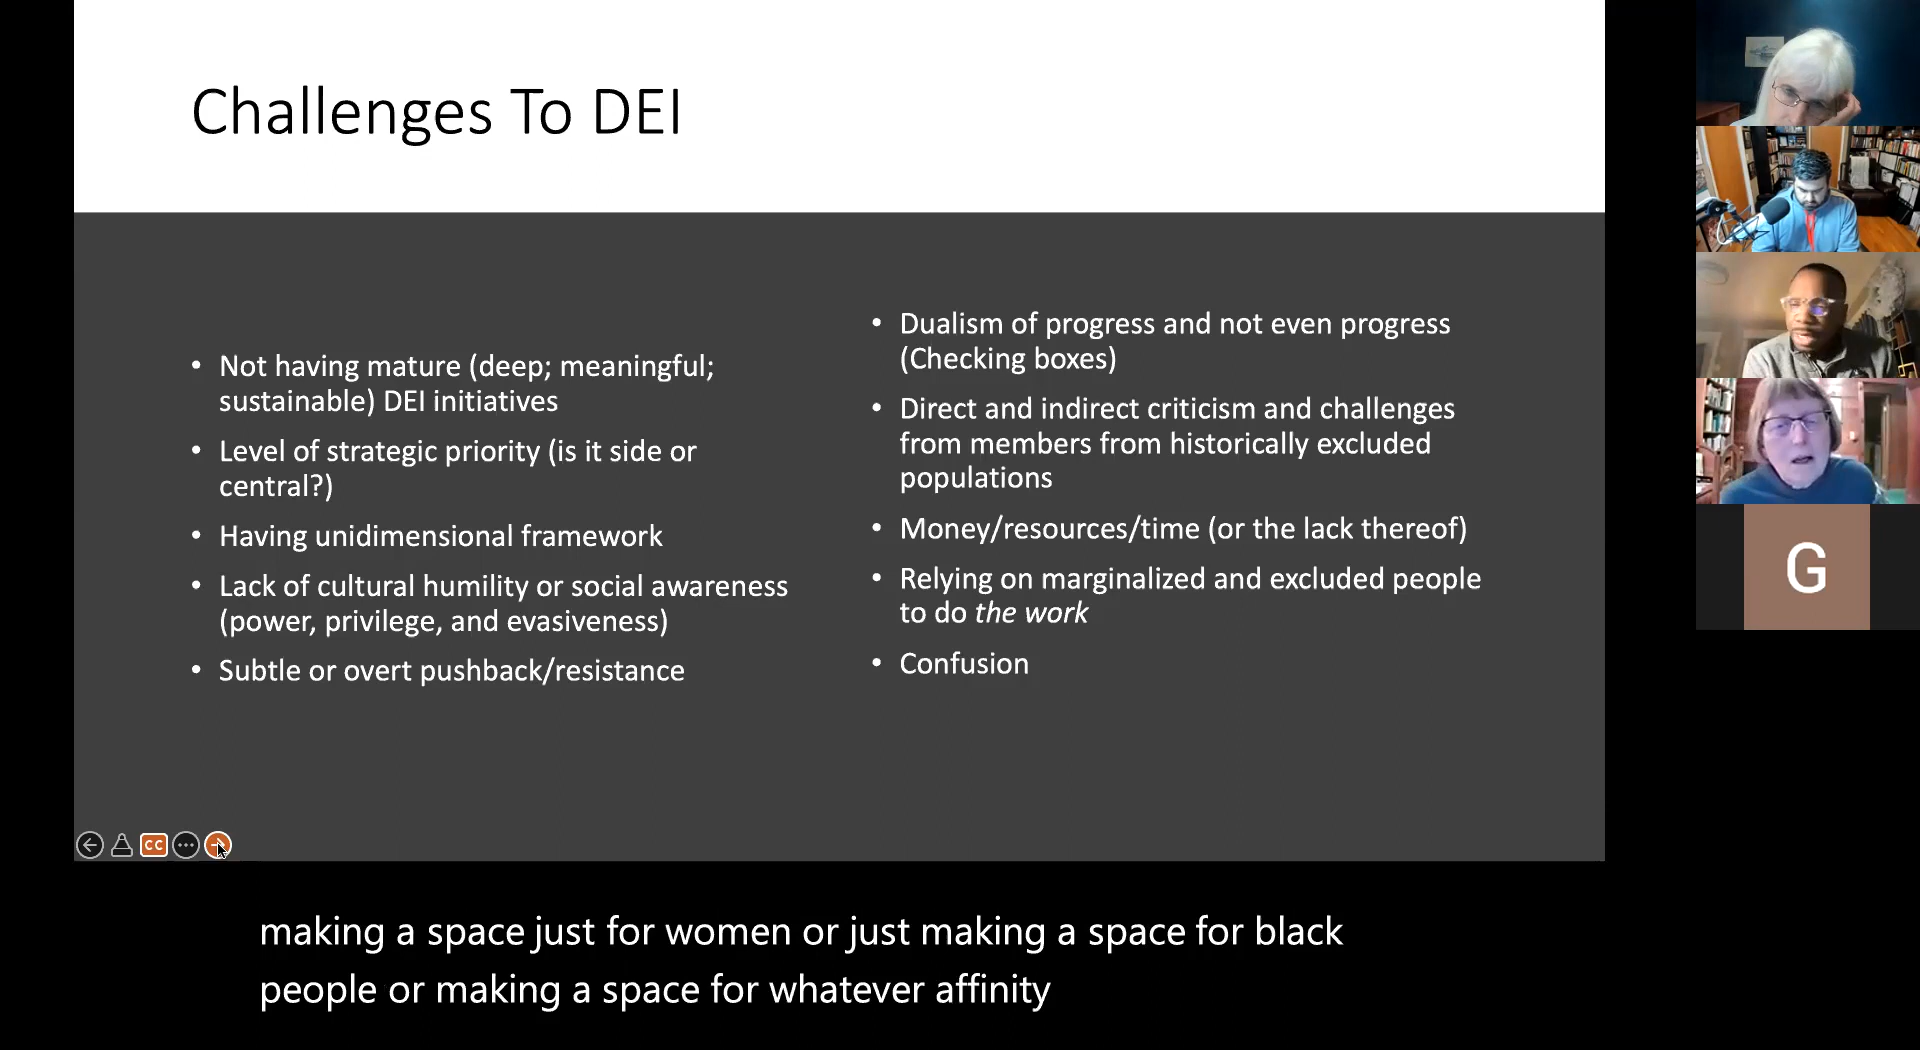 Challenges To DEI
• Not having mature (deep; meaningful;
sustainable) DEI initiatives
• Level of strategic priority (is it side or
central?)
• Having unidimensional framework
• Lack of cultural humility or social awareness
(power, privilege, and evasiveness)
• Subtle or overt pushback/resistance
• Dualism of progress and not even progress
(Checking boxes)
• Direct and indirect criticism and challenges
from members from historically excluded
populations
• Money/resources/time (or the lack thereof)
• Relying on marginalized and excluded people
to do the work
• Confusion
CC
making a space just for women or just making a space for black
people or making a space for whatever affinity
G